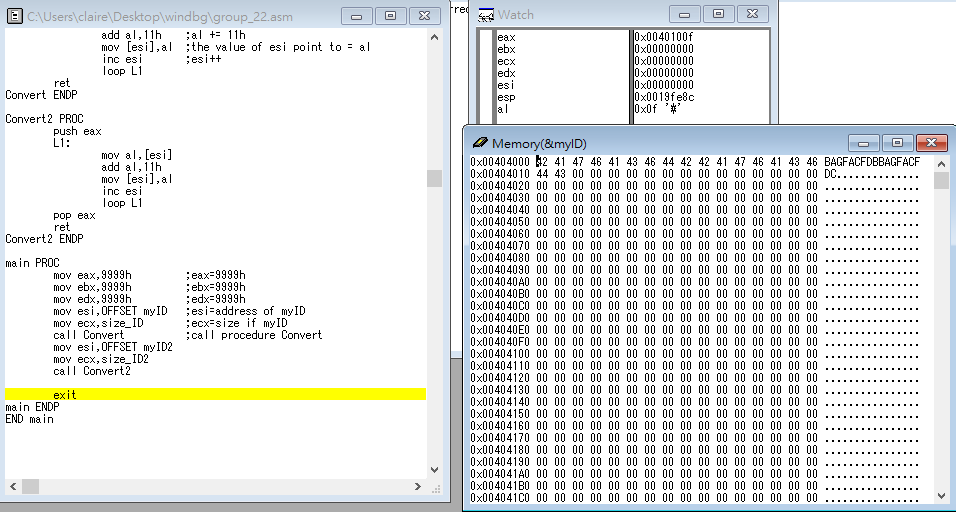 C:\Users\claire\Desktop\windbg\group_22.asm
add al,11h ;al += 11h
mov [esi],al ;the value of esi point to = al
inc esi ;esi++
loop L1
ret
Convert ENDP
Convert2 PROC
push eax
L1:
mov al,[esi]
add al,11h
mov [esi],al
inc esi
loop L1
pop eax
ret
Convert2 ENDP
main PROC
mov eax,9999h ;eax=9999h
mov ebx,9999h ;ebx=9999h
mov edx,9999h ;edx=9999h
mov esi,OFFSET myID ;esi=address of myID
mov ecx,size_ID ;ecx=size if myID
call Convert ;call procedure Convert
mov esi,OFFSET myID2
mov ecx,size_ID2
call Convert2
exit
main ENDP
END main
Watch
eax 0x0040100f
ebx 0x00000000
ecx 0x00000000
edx 0x00000000
esi 0x00000000
esp 0x0019fe8c
al 0x0f '#'
Memory(&myID)
0x00404000 42 41 47 46 41 43 46 44 42 42 41 47 46 41 43 46 BAGFACFDBBAGFACF
0x00404010 44 43 00 00 00 00 00 00 00 00 00 00 00 00 00 00 DC..............
0x00404020 00 00 00 00 00 00 00 00 00 00 00 00 00 00 00 00 ................
0x00404030 00 00 00 00 00 00 00 00 00 00 00 00 00 00 00 00 ................
0x00404040 00 00 00 00 00 00 00 00 00 00 00 00 00 00 00 00 ................
0x00404050 00 00 00 00 00 00 00 00 00 00 00 00 00 00 00 00 ................
0x00404060 00 00 00 00 00 00 00 00 00 00 00 00 00 00 00 00 ................
0x00404070 00 00 00 00 00 00 00 00 00 00 00 00 00 00 00 00 ................
0x00404080 00 00 00 00 00 00 00 00 00 00 00 00 00 00 00 00 ................
0x00404090 00 00 00 00 00 00 00 00 00 00 00 00 00 00 00 00 ................
0x004040A0 00 00 00 00 00 00 00 00 00 00 00 00 00 00 00 00 ................
0x004040B0 00 00 00 00 00 00 00 00 00 00 00 00 00 00 00 00 ................
0x004040C0 00 00 00 00 00 00 00 00 00 00 00 00 00 00 00 00 ................
0x004040D0 00 00 00 00 00 00 00 00 00 00 00 00 00 00 00 00 ................
0x004040E0 00 00 00 00 00 00 00 00 00 00 00 00 00 00 00 00 ................
0x004040F0 00 00 00 00 00 00 00 00 00 00 00 00 00 00 00 00 ................
0x00404100 00 00 00 00 00 00 00 00 00 00 00 00 00 00 00 00 ................
0x00404110 00 00 00 00 00 00 00 00 00 00 00 00 00 00 00 00 ................
0x00404120 00 00 00 00 00 00 00 00 00 00 00 00 00 00 00 00 ................
0x00404130 00 00 00 00 00 00 00 00 00 00 00 00 00 00 00 00 ................
0x00404140 00 00 00 00 00 00 00 00 00 00 00 00 00 00 00 00 ................
0x00404150 00 00 00 00 00 00 00 00 00 00 00 00 00 00 00 00 ................
0x00404160 00 00 00 00 00 00 00 00 00 00 00 00 00 00 00 00 ................
0x00404170 00 00 00 00 00 00 00 00 00 00 00 00 00 00 00 00 ................
0x00404180 00 00 00 00 00 00 00 00 00 00 00 00 00 00 00 00 ................
0x00404190 00 00 00 00 00 00 00 00 00 00 00 00 00 00 00 00 ................
0x004041A0 00 00 00 00 00 00 00 00 00 00 00 00 00 00 00 00 ................
0x004041B0 00 00 00 00 00 00 00 00 00 00 00 00 00 00 00 00 ................
0x004041C0 00 00 00 00 00 00 00 00 00 00 00 00 00 00 00 00 ................